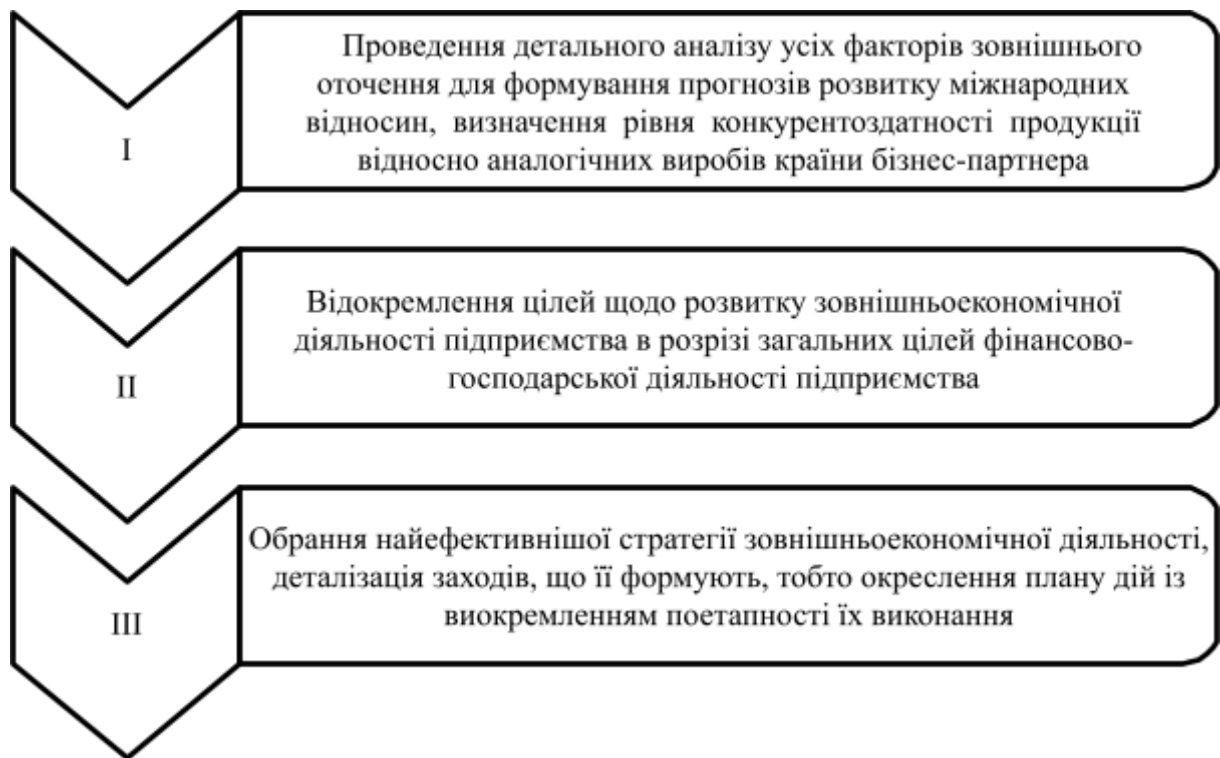 Проведення детального аналізу усіх факторів зовнішнього
оточення для формування прогнозів розвитку міжнародних
відносин, визначення рівня конкурентоздатності продукції
відносно аналогічних виробів країни бізнес-партнера
I
Відокремлення цілей щодо розвитку зовнішньоекономічної
діяльності підприємства в розрізі загальних цілей фінансово-
господарської діяльності підприємства
II
Обрання найефективнішої стратегії зовнішньоекономічної діяльності,
деталізація заходів, що її формують, тобто окреслення плану дій із
виокремленням поетапності їх виконання
III